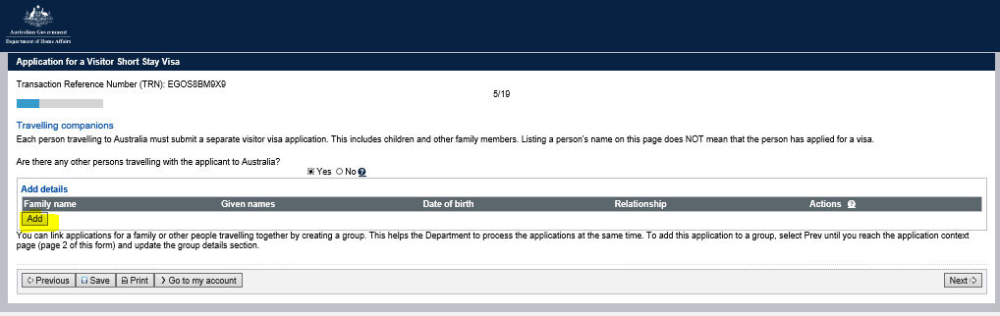 Australian Government
Department of Home Affairs
Application for a Visitor Short Stay Visa
Transaction Reference Number (TRN): EGOS8BM9X9
5/19
Travelling companions
Each person travelling to Australia must submit a separate visitor visa application. This includes children and other family members. Listing a person's name on this page does NOT mean that the person has applied for a visa.
Are there any other persons travelling with the applicant to Australia?
Yes No ?
Add details
Family name Given names Date of birth Relationship Actions ?
Add
You can link applications for a family or other people travelling together by creating a group. This helps the Department to process the applications at the same time. To add this application to a group, select Prev until you reach the application context
page (page 2 of this form) and update the group details section.
Previous Save Print Go to my account Next